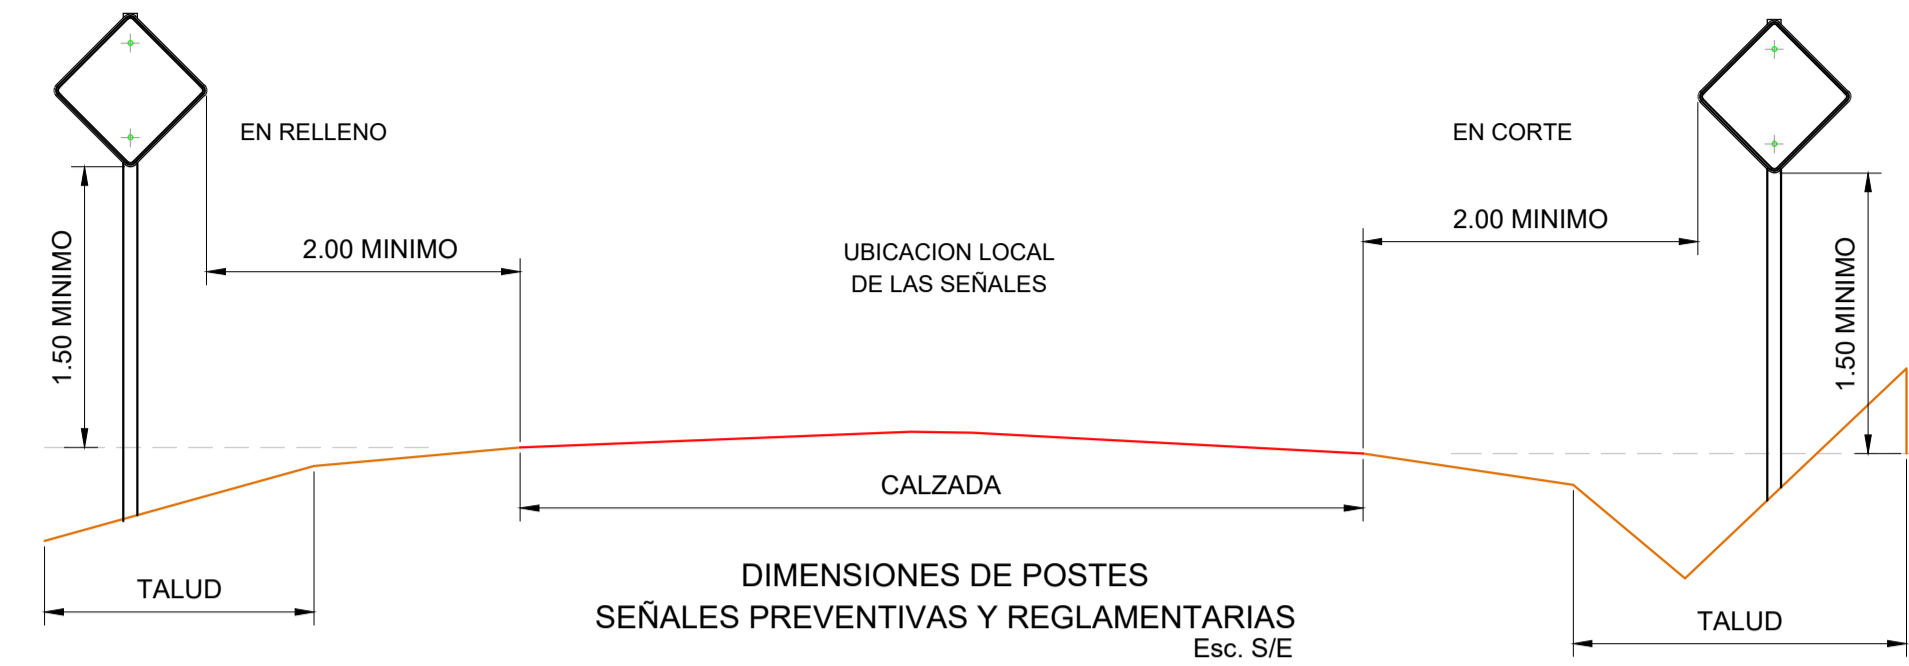 EN RELLENO
EN CORTE
2.00 MINIMO
2.00 MINIMO
UBICACION LOCAL
DE LAS SEÑALES
1.50 MINIMO
1.50 MINIMO
CALZADA
TALUD
DIMENSIONES DE POSTES
SEÑALES PREVENTIVAS Y REGLAMENTARIAS
Esc. S/E
TALUD